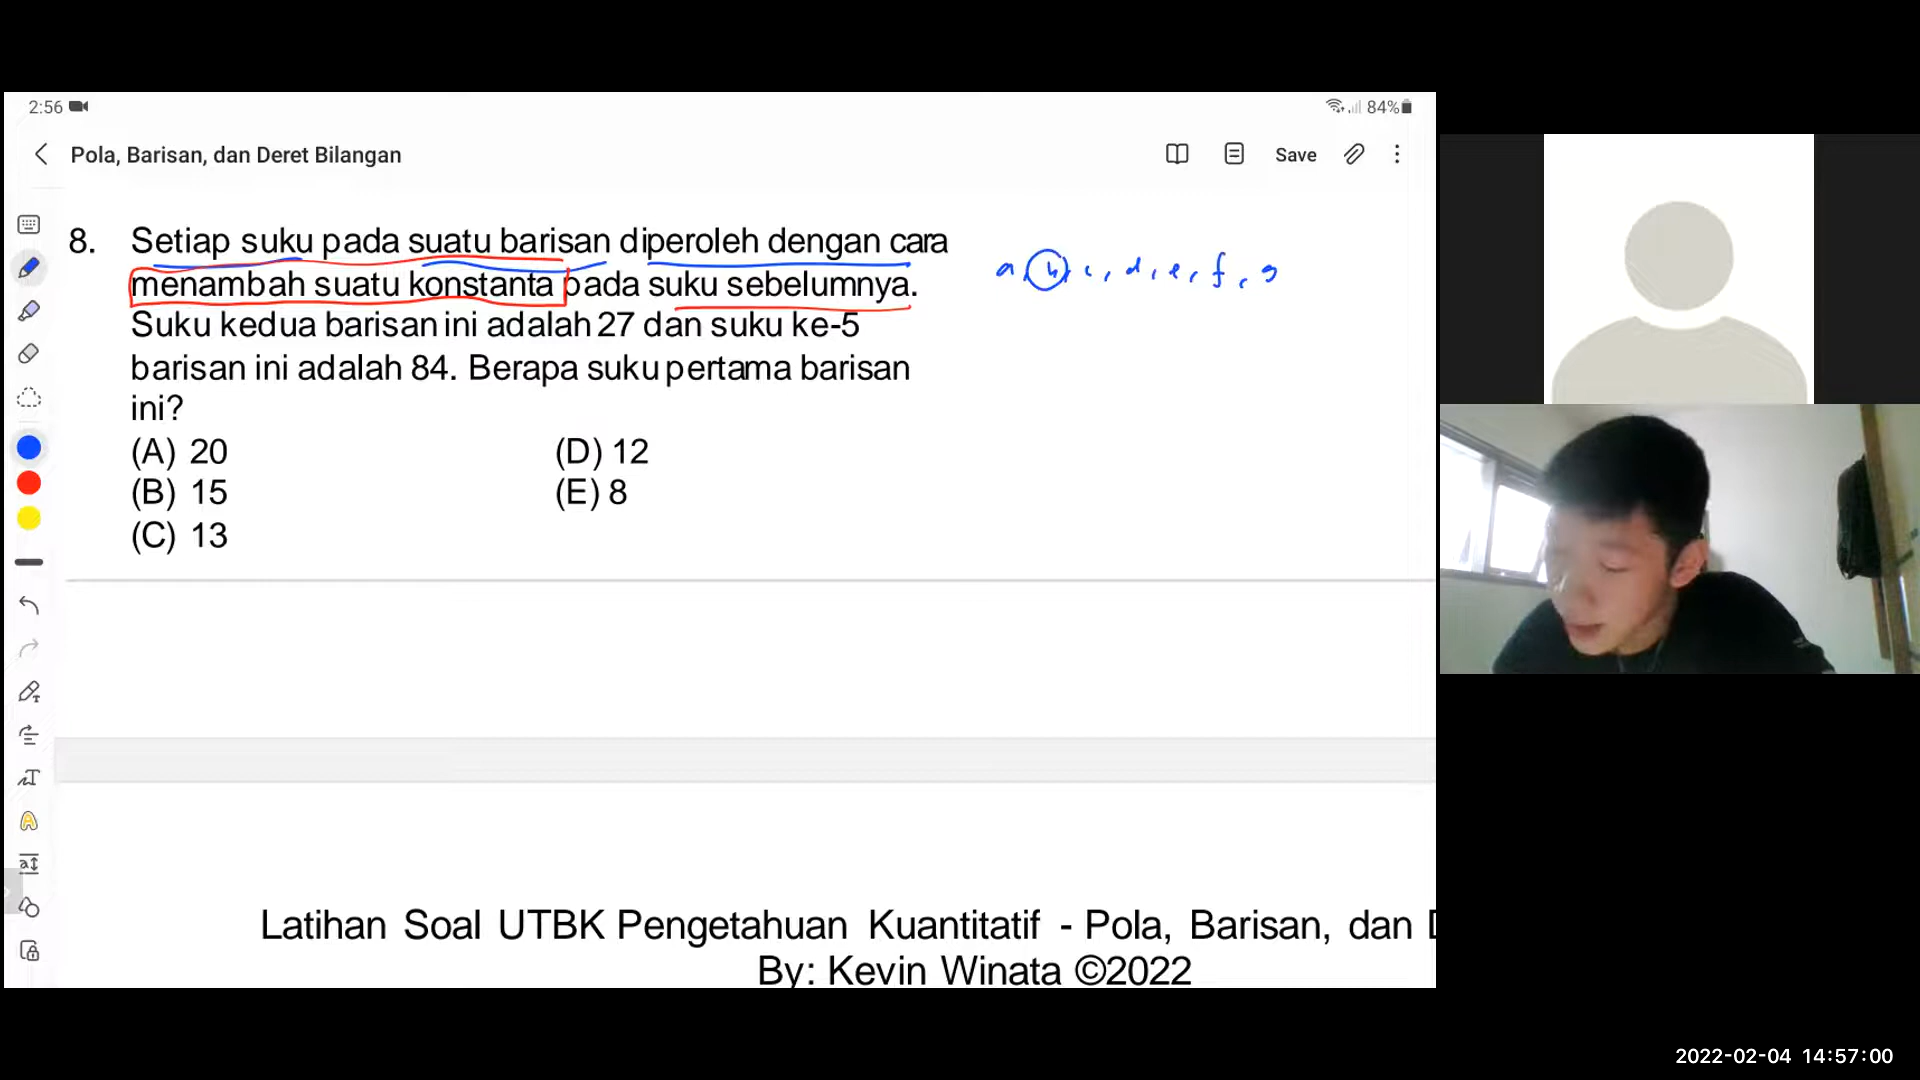 2:56
84%
Pola, Barisan, dan Deret Bilangan
Save
8. Setiap suku pada suatu barisan diperoleh dengan cara
menambah suatu konstanta pada suku sebelumnya.
Suku kedua barisan ini adalah 27 dan suku ke-5
barisan ini adalah 84. Berapa suku pertama barisan
ini?
(A) 20
(B) 15
(C) 13
(D) 12
(E) 8
a, b, c, d, e, f, g
Latihan Soal UTBK Pengetahuan Kuantitatif - Pola, Barisan, dan
By: Kevin Winata ©2022
2022-02-04 14:57:00